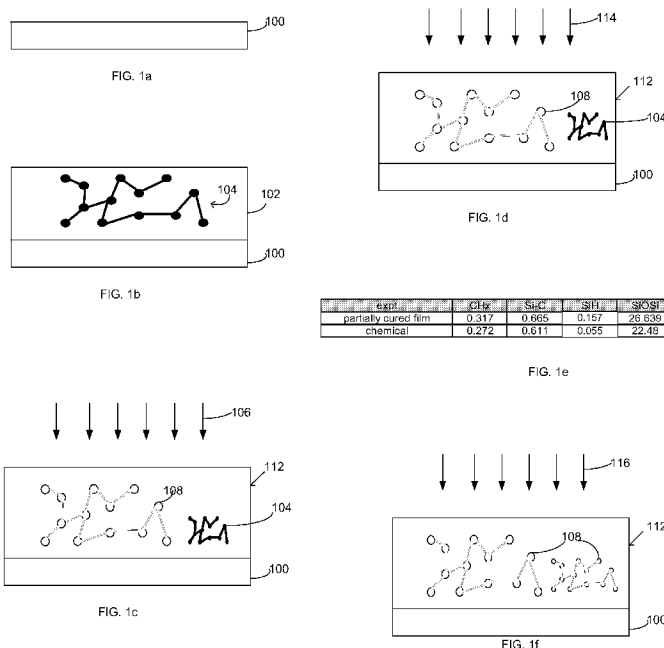 100
FIG. 1a
104
102
100
FIG. 1b
106
112
108
104
100
FIG. 1c
114
108
112
104
100
FIG. 1d
expt CHx Si-C SiH SiOSi
partially cured film 0.317 0.665 0.157 26.639
chemical 0.272 0.611 0.055 22.48
FIG. 1e
116
108
112
100
FIG. 1f